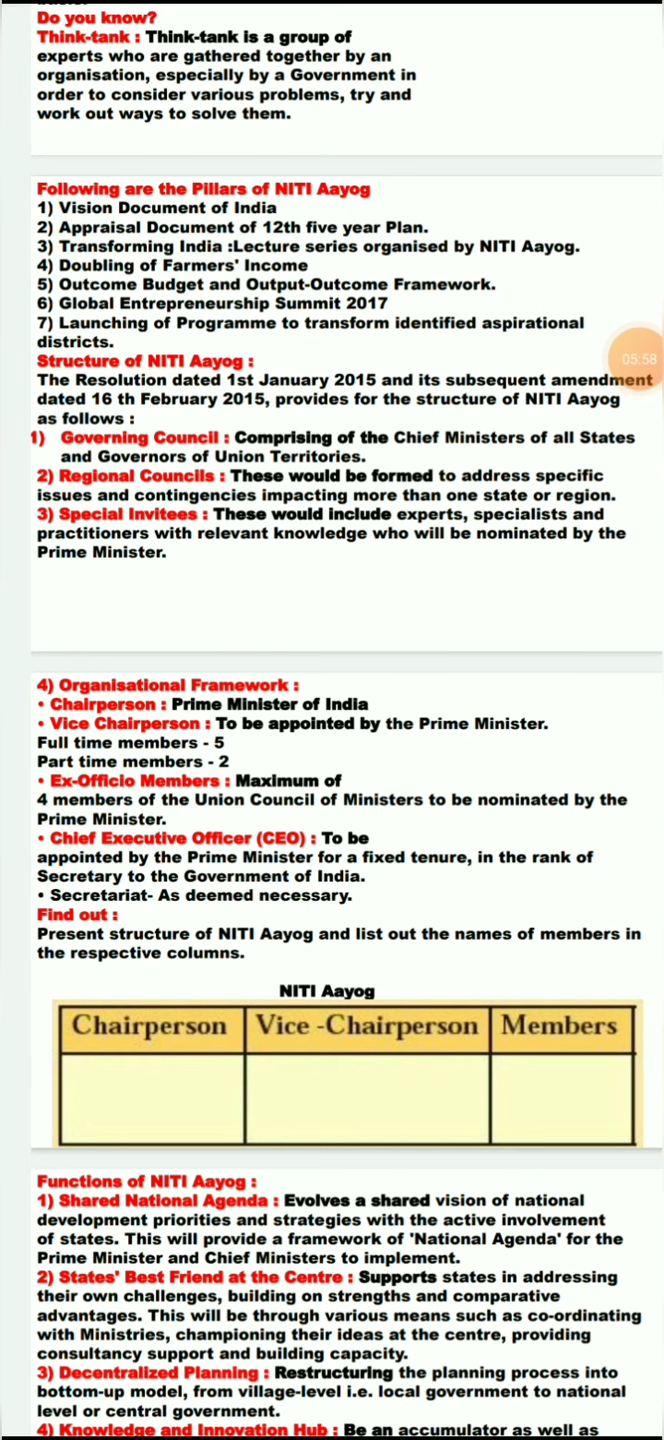 Do you know?
Think-tank : Think-tank is a group of
experts who are gathered together by an
organisation, especially by a Government in
order to consider various problems, try and
work out ways to solve them.
Following are the Pillars of NITI Aayog
1) Vision Document of India
2) Appraisal Document of 12th five year Plan.
3) Transforming India :Lecture series organised by NITI Aayog.
4) Doubling of Farmers' Income
5) Outcome Budget and Output-Outcome Framework.
6) Global Entrepreneurship Summit 2017
7) Launching of Programme to transform identified aspirational
districts.
05:58
Structure of NITI Aayog :
The Resolution dated 1st January 2015 and its subsequent amendment
dated 16 th February 2015, provides for the structure of NITI Aayog
as follows :
1) Governing Council : Comprising of the Chief Ministers of all States
and Governors of Union Territories.
2) Regional Councils : These would be formed to address specific
issues and contingencies impacting more than one state or region.
3) Special Invitees : These would include experts, specialists and
practitioners with relevant knowledge who will be nominated by the
Prime Minister.
4) Organisational Framework :
• Chairperson : Prime Minister of India
• Vice Chairperson : To be appointed by the Prime Minister.
Full time members - 5
Part time members - 2
• Ex-Officio Members : Maximum of
4 members of the Union Council of Ministers to be nominated by the
Prime Minister.
• Chief Executive Officer (CEO) : To be
appointed by the Prime Minister for a fixed tenure, in the rank of
Secretary to the Government of India.
• Secretariat- As deemed necessary.
Find out :
Present structure of NITI Aayog and list out the names of members in
the respective columns.
NITI Aayog
Chairperson Vice -Chairperson Members
Functions of NITI Aayog :
1) Shared National Agenda : Evolves a shared vision of national
development priorities and strategies with the active involvement
of states. This will provide a framework of 'National Agenda' for the
Prime Minister and Chief Ministers to implement.
2) States' Best Friend at the Centre : Supports states in addressing
their own challenges, building on strengths and comparative
advantages. This will be through various means such as co-ordinating
with Ministries, championing their ideas at the centre, providing
consultancy support and building capacity.
3) Decentralized Planning : Restructuring the planning process into
bottom-up model, from village-level i.e. local government to national
level or central government.
4) Knowledge and Innovation Hub : Be an accumulator as well as